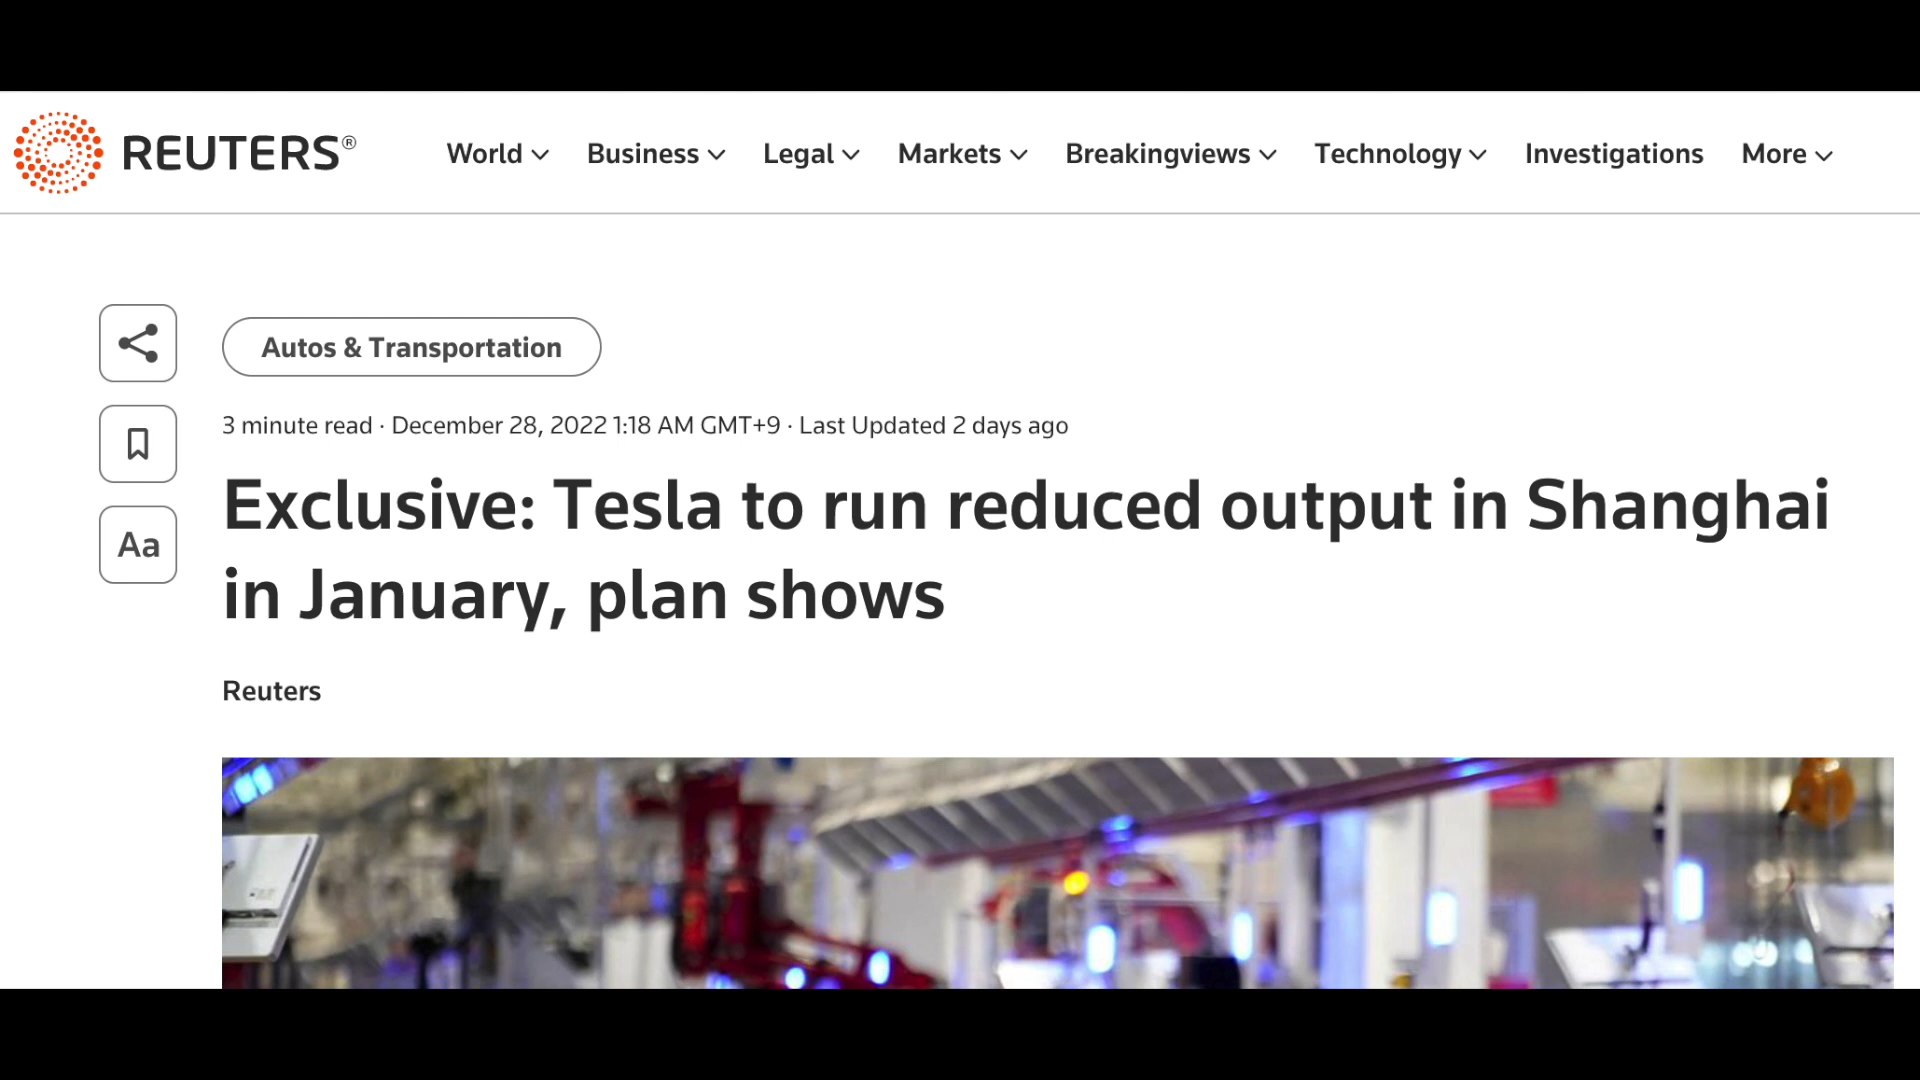 REUTERS® World Business Legal Markets Breakingviews Technology Investigations More
Autos & Transportation
3 minute read · December 28, 2022 1:18 AM GMT+9 · Last Updated 2 days ago
Aa
Exclusive: Tesla to run reduced output in Shanghai
in January, plan shows
Reuters